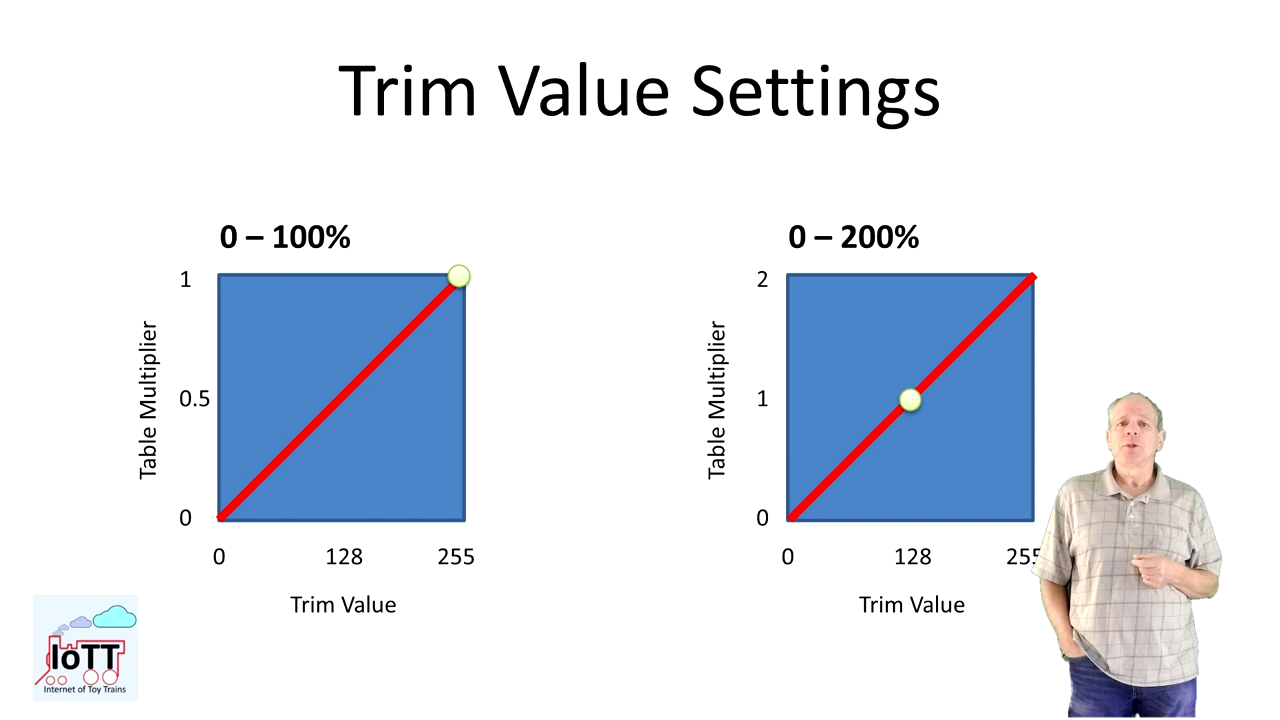 Trim Value Settings
0 – 100%
1
0.5
0
Table Multiplier
0
128
255
Trim Value
0 – 200%
2
1
0
Table Multiplier
0
128
255
Trim Value
IoTT
Internet of Toy Trains